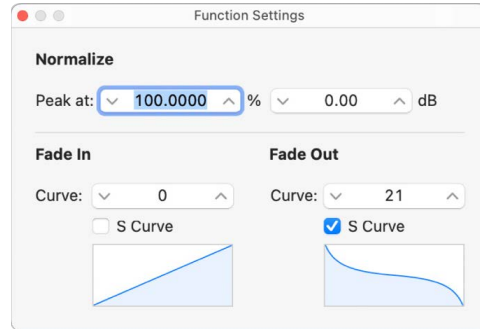 Function Settings
Normalize
Peak at: 100.0000 % 0.00 dB
Fade In Fade Out
Curve: 0 Curve: 21
S Curve S Curve